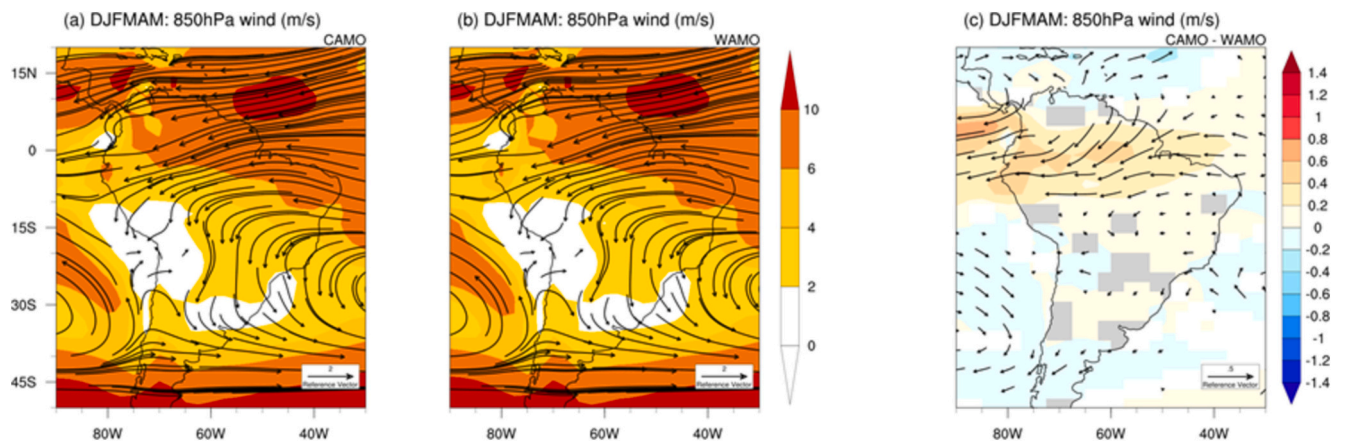 (a) DJFMAM: 850hPa wind (m/s)
CAMO
15N
0
15S
30S
45S
80W
60W
40W
2
Reference Vector
(b) DJFMAM: 850hPa wind (m/s)
WAMO
80W
60W
40W
2
Reference Vector
10
6
4
2
0
(c) DJFMAM: 850hPa wind (m/s)
CAMO - WAMO
80W
60W
40W
.5
Reference Vector
1.4
1.2
1
0.8
0.6
0.4
0.2
0
-0.2
-0.4
-0.6
-0.8
-1
-1.2
-1.4